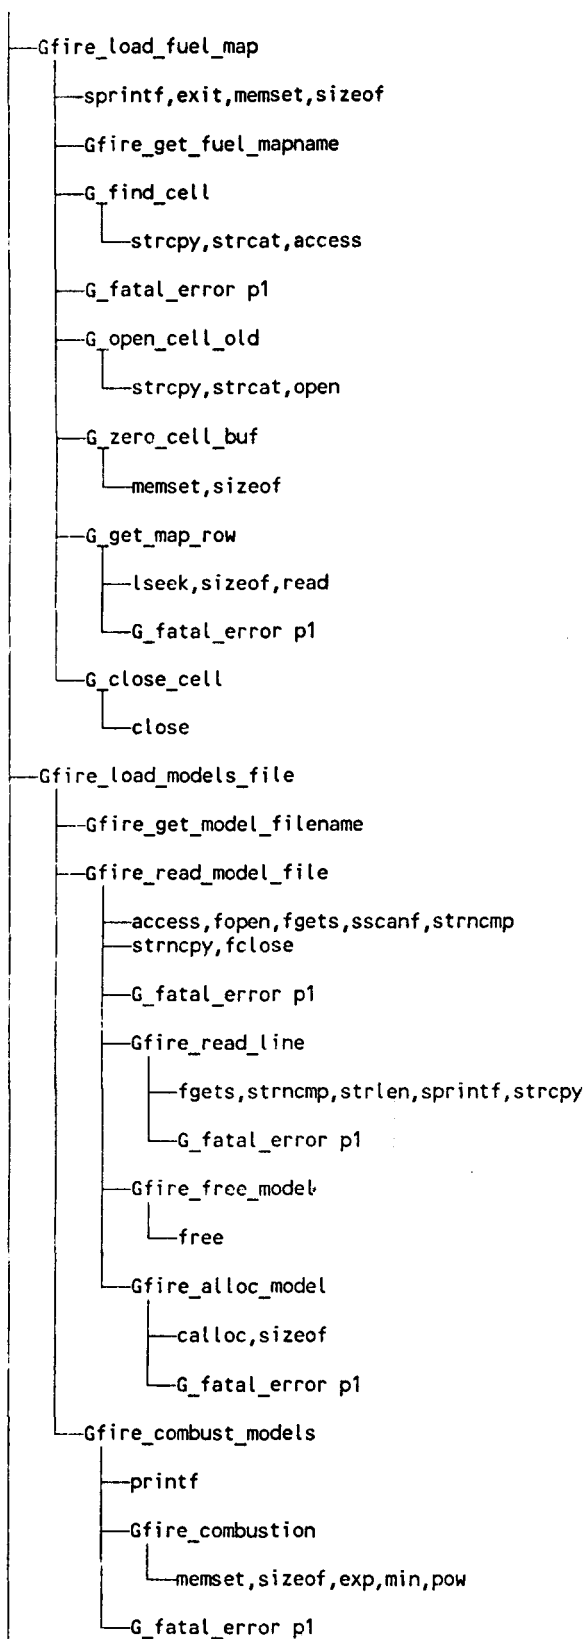 Gfire_load_fuel_map
sprintf,exit,memset,sizeof
Gfire_get_fuel_mapname
G_find_cell
strcpy,strcat,access
G_fatal_error p1
G_open_cell_old
strcpy,strcat,open
G_zero_cell_buf
memset,sizeof
G_get_map_row
lseek,sizeof,read
G_fatal_error p1
G_close_cell
close
Gfire_load_models_file
Gfire_get_model_filename
Gfire_read_model_file
access,fopen,fgets,sscanf,strncmp
strncpy,fclose
G_fatal_error p1
Gfire_read_line
fgets,strncmp,strlen,sprintf,strcpy
G_fatal_error p1
Gfire_free_model
free
Gfire_alloc_model
calloc,sizeof
G_fatal_error p1
Gfire_combust_models
printf
Gfire_combustion
memset,sizeof,exp,min,pow
G_fatal_error p1